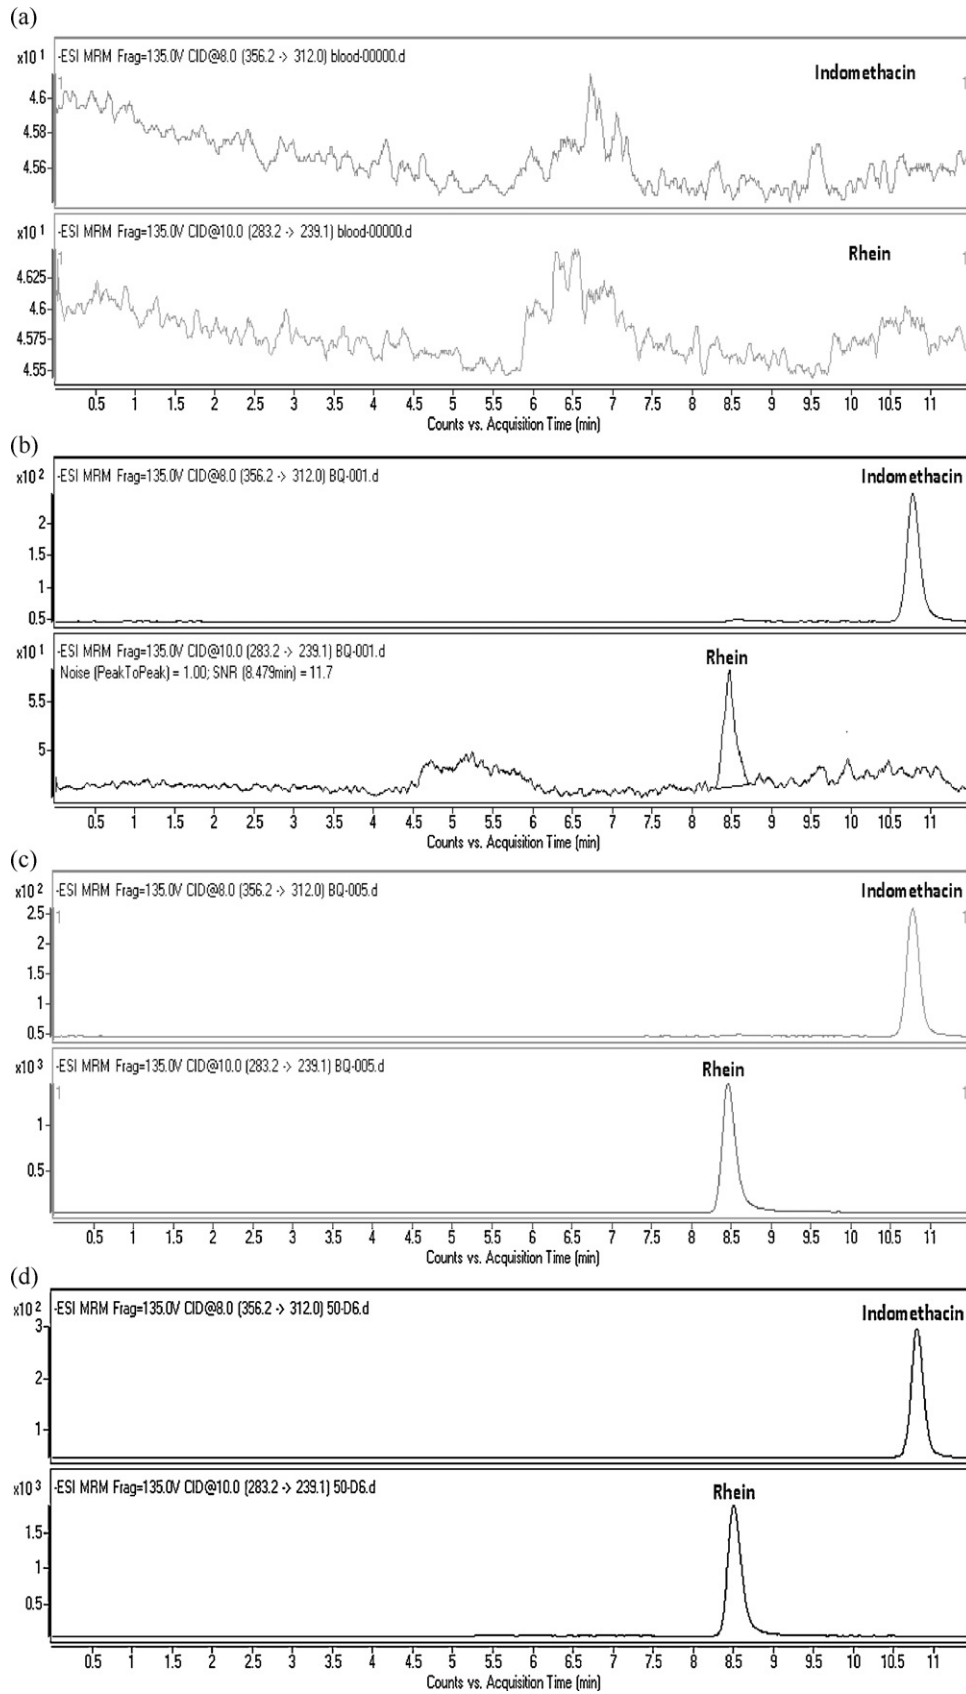 (a)
x10 1 -ESI MRM Frag=135.0V CID@8.0 (356.2 -> 312.0) blood-00000.d
1 Indomethacin 1
4.6
4.58
4.56
x10 1 -ESI MRM Frag=135.0V CID@10.0 (283.2 -> 239.1) blood-00000.d
1 Rhein 1
4.625
4.6
4.575
4.55
0.5 1 1.5 2 2.5 3 3.5 4 4.5 5 5.5 6 6.5 7 7.5 8 8.5 9 9.5 10 10.5 11
Counts vs. Acquisition Time (min)
(b)
x10 2 -ESI MRM Frag=135.0V CID@8.0 (356.2 -> 312.0) BQ-001.d Indomethacin
2
1.5
1
0.5
x10 1 -ESI MRM Frag=135.0V CID@10.0 (283.2 -> 239.1) BQ-001.d
Noise (PeakToPeak) = 1.00; SNR (8.479min) = 11.7
Rhein
5.5
5
0.5 1 1.5 2 2.5 3 3.5 4 4.5 5 5.5 6 6.5 7 7.5 8 8.5 9 9.5 10 10.5 11
Counts vs. Acquisition Time (min)
(c)
x10 2 -ESI MRM Frag=135.0V CID@8.0 (356.2 -> 312.0) BQ-005.d Indomethacin
2.5 1 1
2
1.5
1
0.5
x10 3 -ESI MRM Frag=135.0V CID@10.0 (283.2 -> 239.1) BQ-005.d
Rhein
1 1
1
0.5
0.5 1 1.5 2 2.5 3 3.5 4 4.5 5 5.5 6 6.5 7 7.5 8 8.5 9 9.5 10 10.5 11
Counts vs. Acquisition Time (min)
(d)
x10 2 -ESI MRM Frag=135.0V CID@8.0 (356.2 -> 312.0) 50-D6.d Indomethacin
3
2
1
x10 3 -ESI MRM Frag=135.0V CID@10.0 (283.2 -> 239.1) 50-D6.d
Rhein
1.5
1
0.5
0.5 1 1.5 2 2.5 3 3.5 4 4.5 5 5.5 6 6.5 7 7.5 8 8.5 9 9.5 10 10.5 11
Counts vs. Acquisition Time (min)